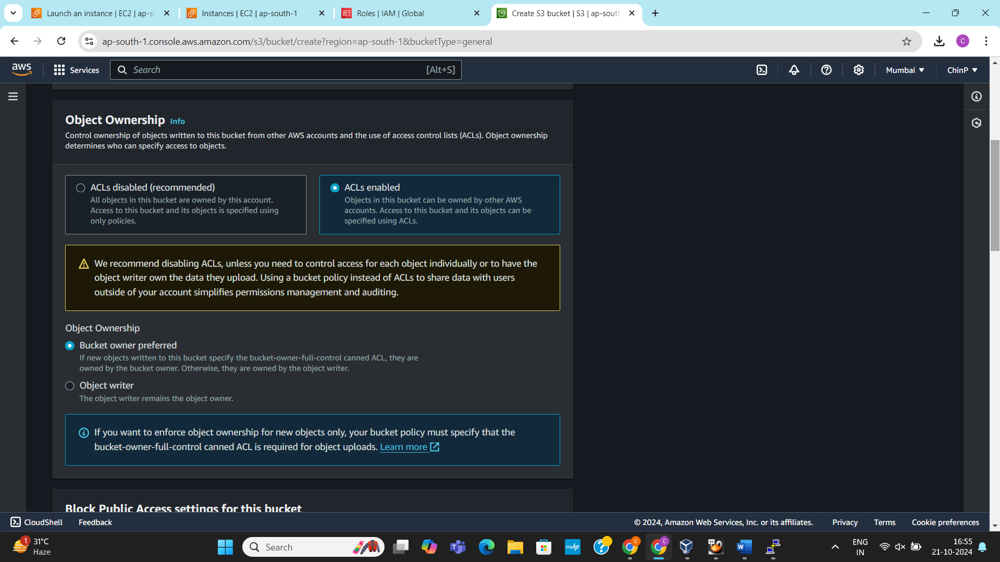 Launch an instance | EC2 | ap-sc
Instances | EC2 | ap-south-1
Roles | IAM | Global
Create S3 bucket | S3 | ap-south
ap-south-1.console.aws.amazon.com/s3/bucket/create?region=ap-south-1&bucketType=general
C
aws
Services
Search
[Alt+S]
Mumbai
ChinP
Object Ownership Info
Control ownership of objects written to this bucket from other AWS accounts and the use of access control lists (ACLs). Object ownership
determines who can specify access to objects.
ACLs disabled (recommended)
All objects in this bucket are owned by this account.
Access to this bucket and its objects is specified using
only policies.
ACLs enabled
Objects in this bucket can be owned by other AWS
accounts. Access to this bucket and its objects can be
specified using ACLs.
We recommend disabling ACLs, unless you need to control access for each object individually or to have the
object writer own the data they upload. Using a bucket policy instead of ACLs to share data with users
outside of your account simplifies permissions management and auditing.
Object Ownership
Bucket owner preferred
If new objects written to this bucket specify the bucket-owner-full-control canned ACL, they are
owned by the bucket owner. Otherwise, they are owned by the object writer.
Object writer
The object writer remains the object owner.
If you want to enforce object ownership for new objects only, your bucket policy must specify that the
bucket-owner-full-control canned ACL is required for object uploads. Learn more
Block Public Access settings for this bucket
CloudShell
Feedback
© 2024, Amazon Web Services, Inc. or its affiliates.
Privacy
Terms
Cookie preferences
1
31°C
Haze
Search
myhp
C
C
64
ENG
IN
16:55
21-10-2024